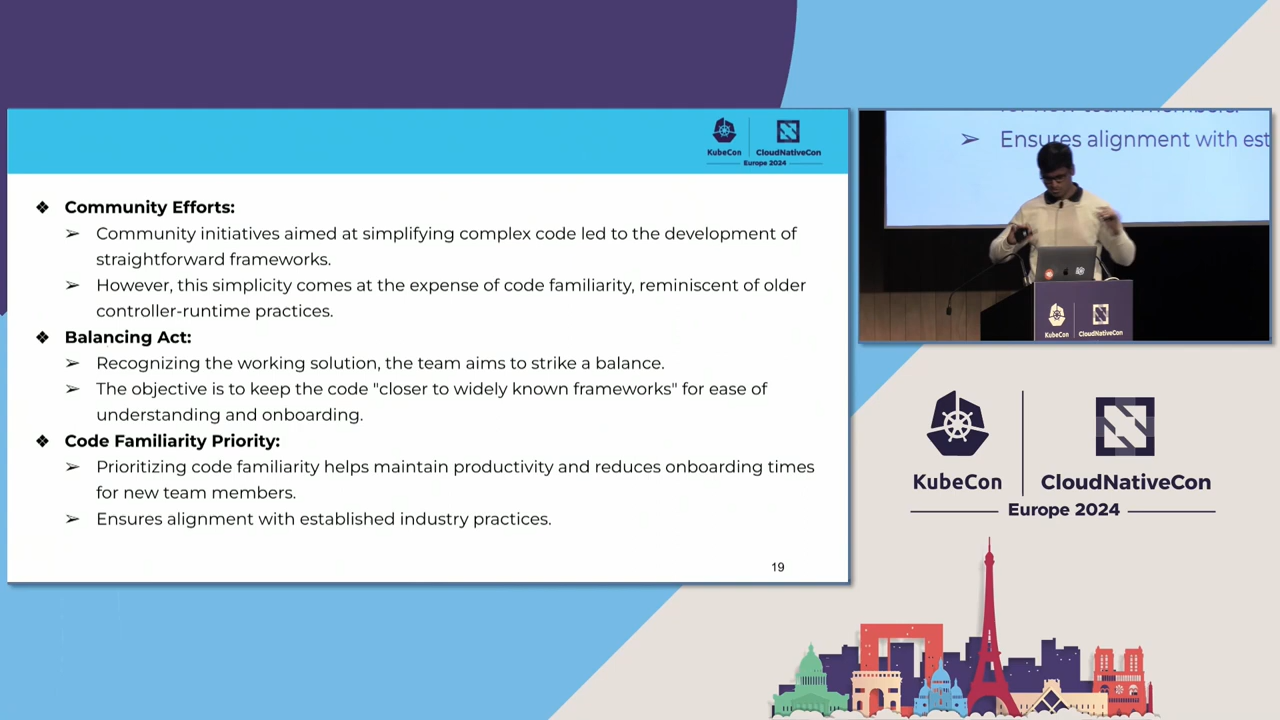 KubeCon
CloudNativeCon
Europe 2024
❖ Community Efforts:
➢ Community initiatives aimed at simplifying complex code led to the development of
straightforward frameworks.
➢ However, this simplicity comes at the expense of code familiarity, reminiscent of older
controller-runtime practices.
❖ Balancing Act:
➢ Recognizing the working solution, the team aims to strike a balance.
➢ The objective is to keep the code "closer to widely known frameworks" for ease of
understanding and onboarding.
❖ Code Familiarity Priority:
➢ Prioritizing code familiarity helps maintain productivity and reduces onboarding times
for new team members.
➢ Ensures alignment with established industry practices.
19
➢ Ensures alignment with est
KubeCon
CloudNativeCon
KubeCon
CloudNativeCon
Europe 2024